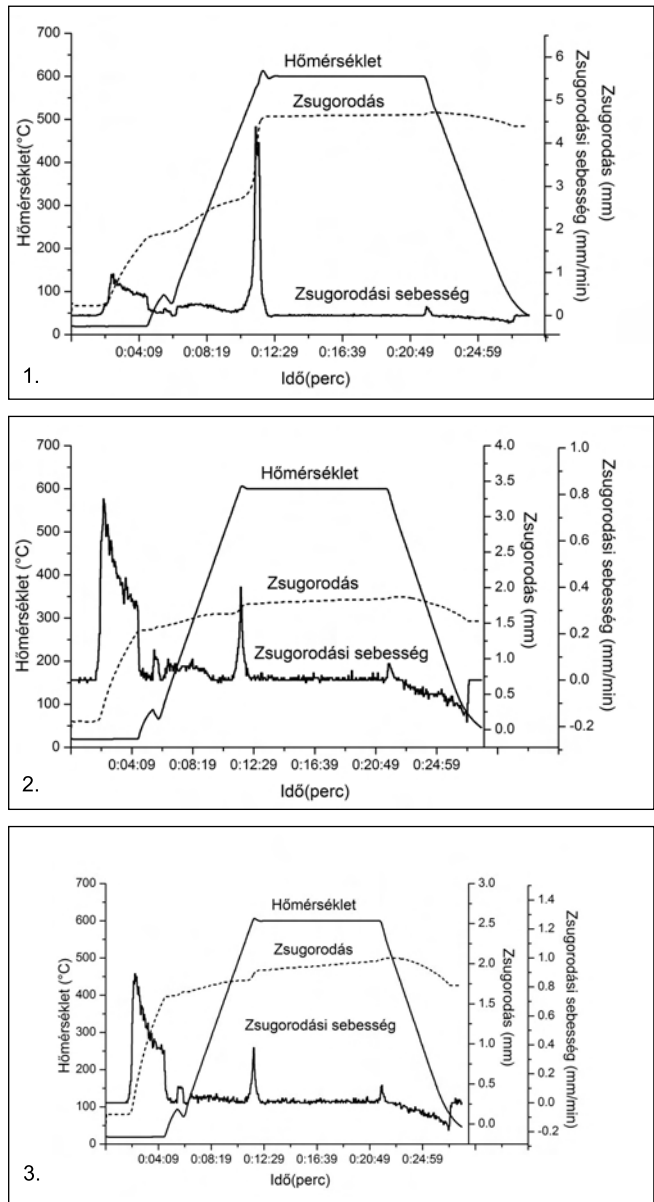 700
600
500
400
300
200
100
0
Hőmérséklet(°C)
Hőmérséklet
Zsugorodás
Zsugorodási sebesség
6
5
4
3
2
1
0
Zsugorodási sebesség (mm/min)
Zsugorodás (mm)
0:04:09 0:08:19 0:12:29 0:16:39 0:20:49 0:24:59
Idő(perc)
1.
700
600
500
400
300
200
150
100
50
0
Hőmérséklet (°C)
Hőmérséklet
Zsugorodás
Zsugorodási sebesség
4.0
3.5
3.0
2.5
2.0
1.5
1.0
0.5
0.0
Zsugorodás (mm)
1.0
0.8
0.6
0.4
0.2
0.0
-0.2
Zsugorodási sebesség (mm/min)
0:04:09 0:08:19 0:12:29 0:16:39 0:20:49 0:24:59
Idő(perc)
2.
700
600
500
400
300
200
100
0
Hőmérséklet (°C)
Hőmérséklet
Zsugorodás
Zsugorodási sebesség
3.0
2.5
2.0
1.5
1.0
0.5
0.0
Zsugorodás (mm)
1.4
1.2
1.0
0.8
0.6
0.4
0.2
0.0
-0.2
Zsugorodási sebesség (mm/min)
0:04:09 0:08:19 0:12:29 0:16:39 0:20:49 0:24:59
Idő(perc)
3.